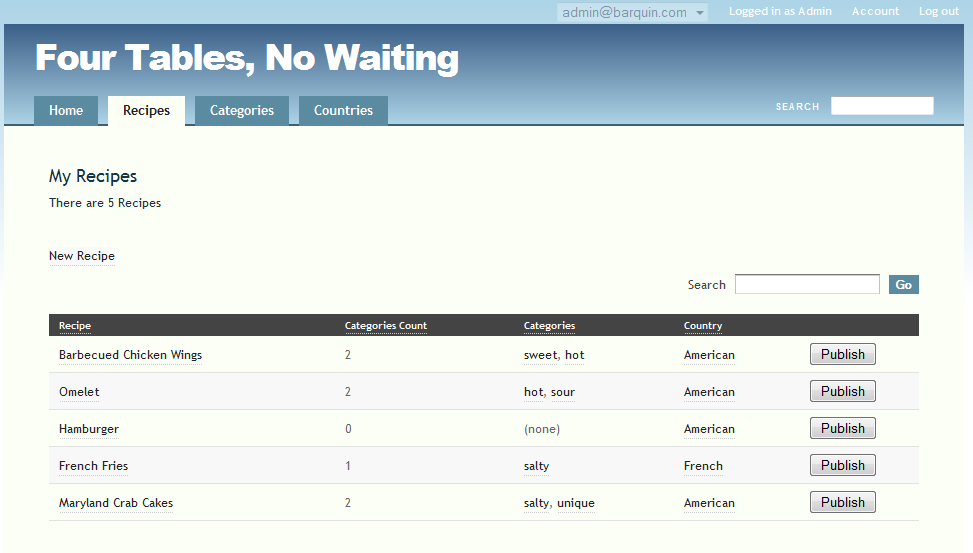 admin@barquin.com Logged in as Admin Account Log out
Four Tables, No Waiting
Home Recipes Categories Countries SEARCH
My Recipes
There are 5 Recipes
New Recipe
Search Go
Recipe Categories Count Categories Country
Barbecued Chicken Wings 2 sweet, hot American Publish
Omelet 2 hot, sour American Publish
Hamburger 0 (none) American Publish
French Fries 1 salty French Publish
Maryland Crab Cakes 2 salty, unique American Publish